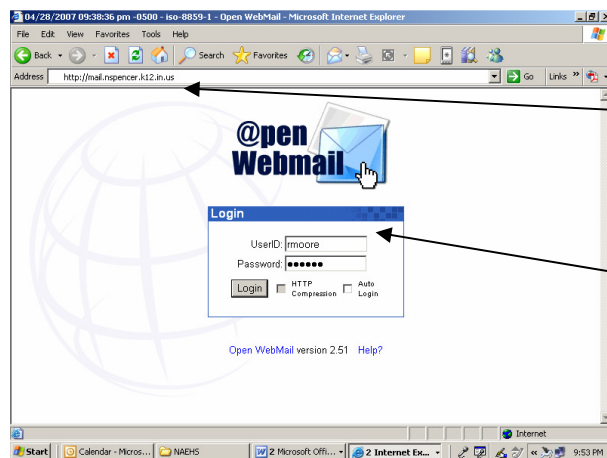 04/28/2007 09:38:36 pm -0500 - iso-8859-1 - Open WebMail - Microsoft Internet Explorer
File Edit View Favorites Tools Help
Back Search Favorites
Address http://mail.nspencer.k12.in.us Go Links »
@pen
Webmail
Login
UserID: rmoore
Password: ●●●●●●
Login HTTP Compression Auto Login
Open WebMail version 2.51 Help?
Internet
Start Calendar - Micros... NAEHS 2 Microsoft Offi... 2 Internet Ex... « 9:53 PM